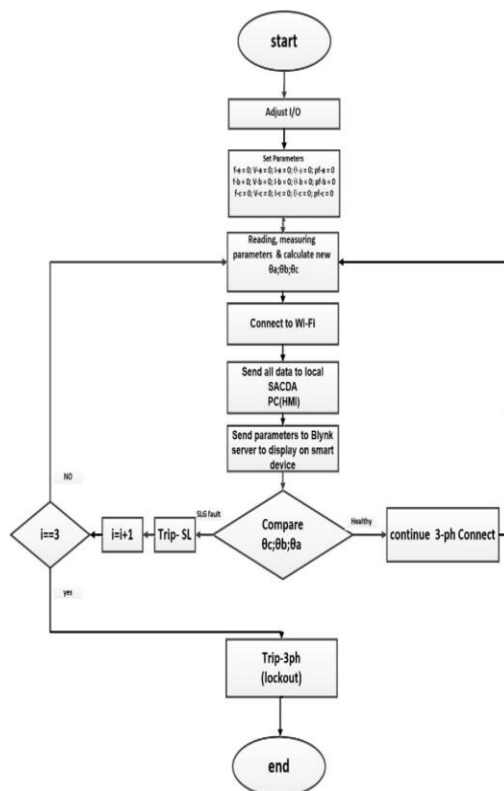 start
Adjust I/O
Set Parameters
f-a = 0; V-a = 0; I-a = 0; θ-a = 0; pf-a = 0
f-b = 0; V-b = 0; I-b = 0; θ-b = 0; pf-b = 0
f-c = 0; V-c = 0; I-c = 0; θ-c = 0; pf-c = 0
Reading, measuring
parameters & calculate new
θa;θb;θc
Connect to Wi-Fi
Send all data to local
SACDA
PC(HMI)
Send parameters to Blynk
server to display on smart
device
Compare
θc;θb;θa
SLG fault
Healthy
Trip- SL
i=i+1
i==3
NO
yes
continue 3-ph Connect
Trip-3ph
(lockout)
end